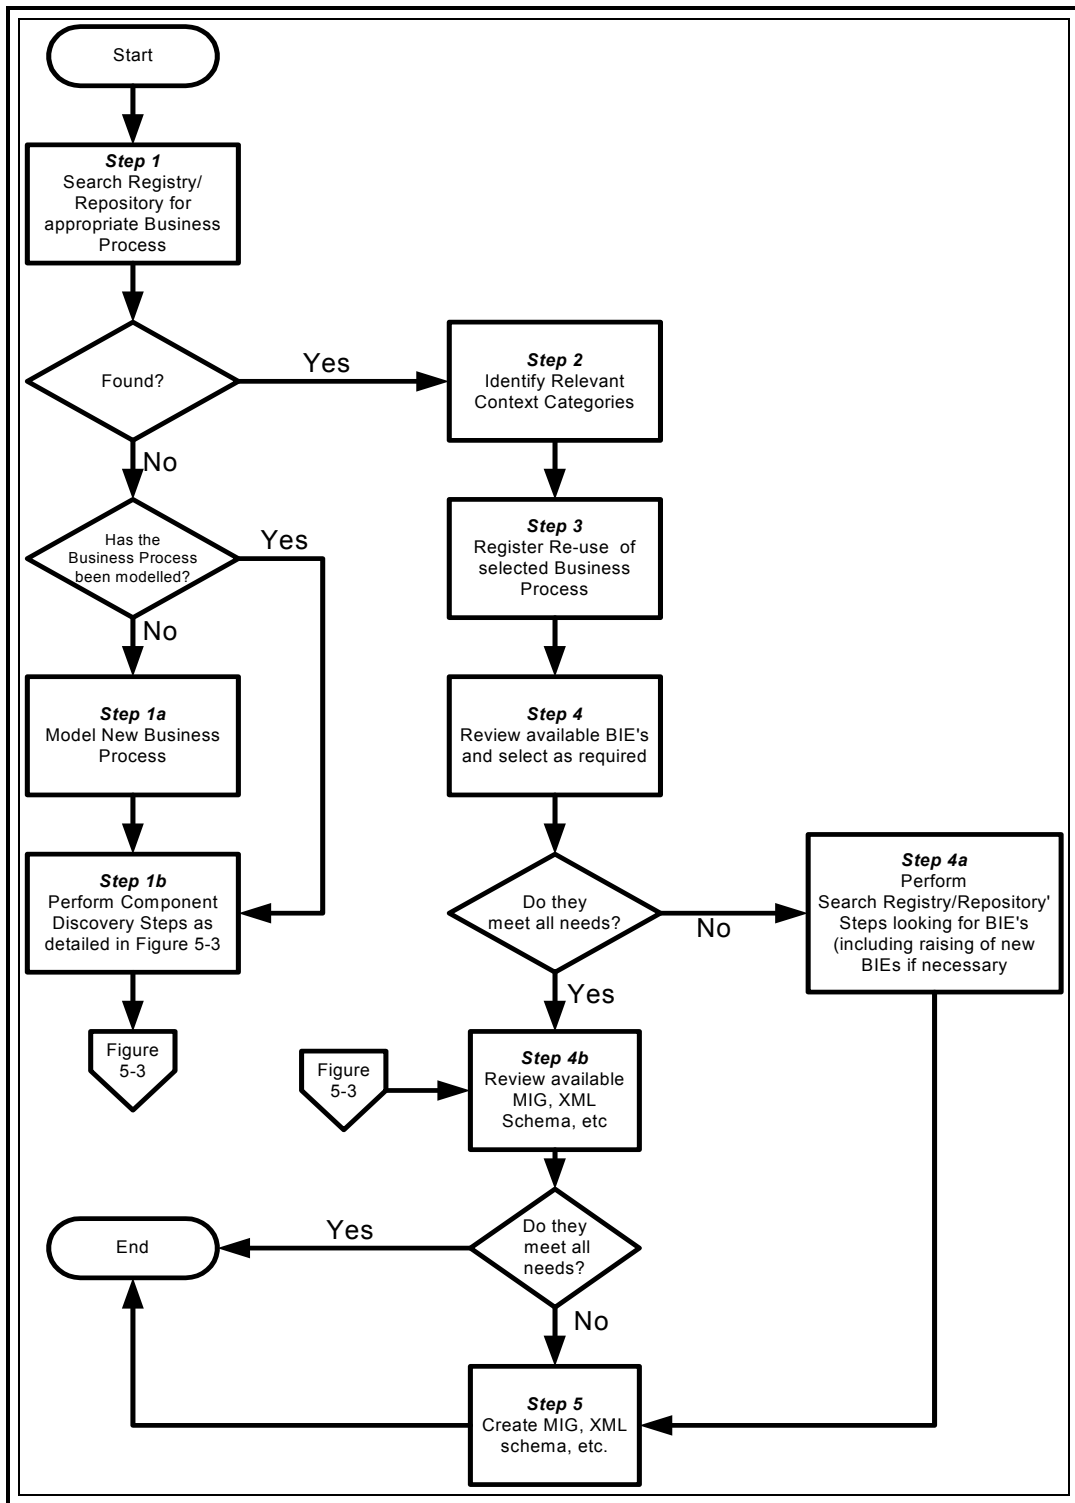 Start
Step 1
Search Registry/
Repository for
appropriate Business
Process
Found?
Yes
Step 2
Identify Relevant
Context Categories
No
Has the
Business Process
been modelled?
Yes
Step 3
Register Re-use of
selected Business
Process
No
Step 1a
Model New Business
Process
Step 4
Review available BIE's
and select as required
Step 1b
Perform Component
Discovery Steps as
detailed in Figure 5-3
Do they
meet all needs?
No
Step 4a
Perform
Search Registry/Repository'
Steps looking for BIE's
(including raising of new
BIEs if necessary
Yes
Figure
5-3
Figure
5-3
Step 4b
Review available
MIG, XML
Schema, etc
End
Yes
Do they
meet all
needs?
No
Step 5
Create MIG, XML
schema, etc.